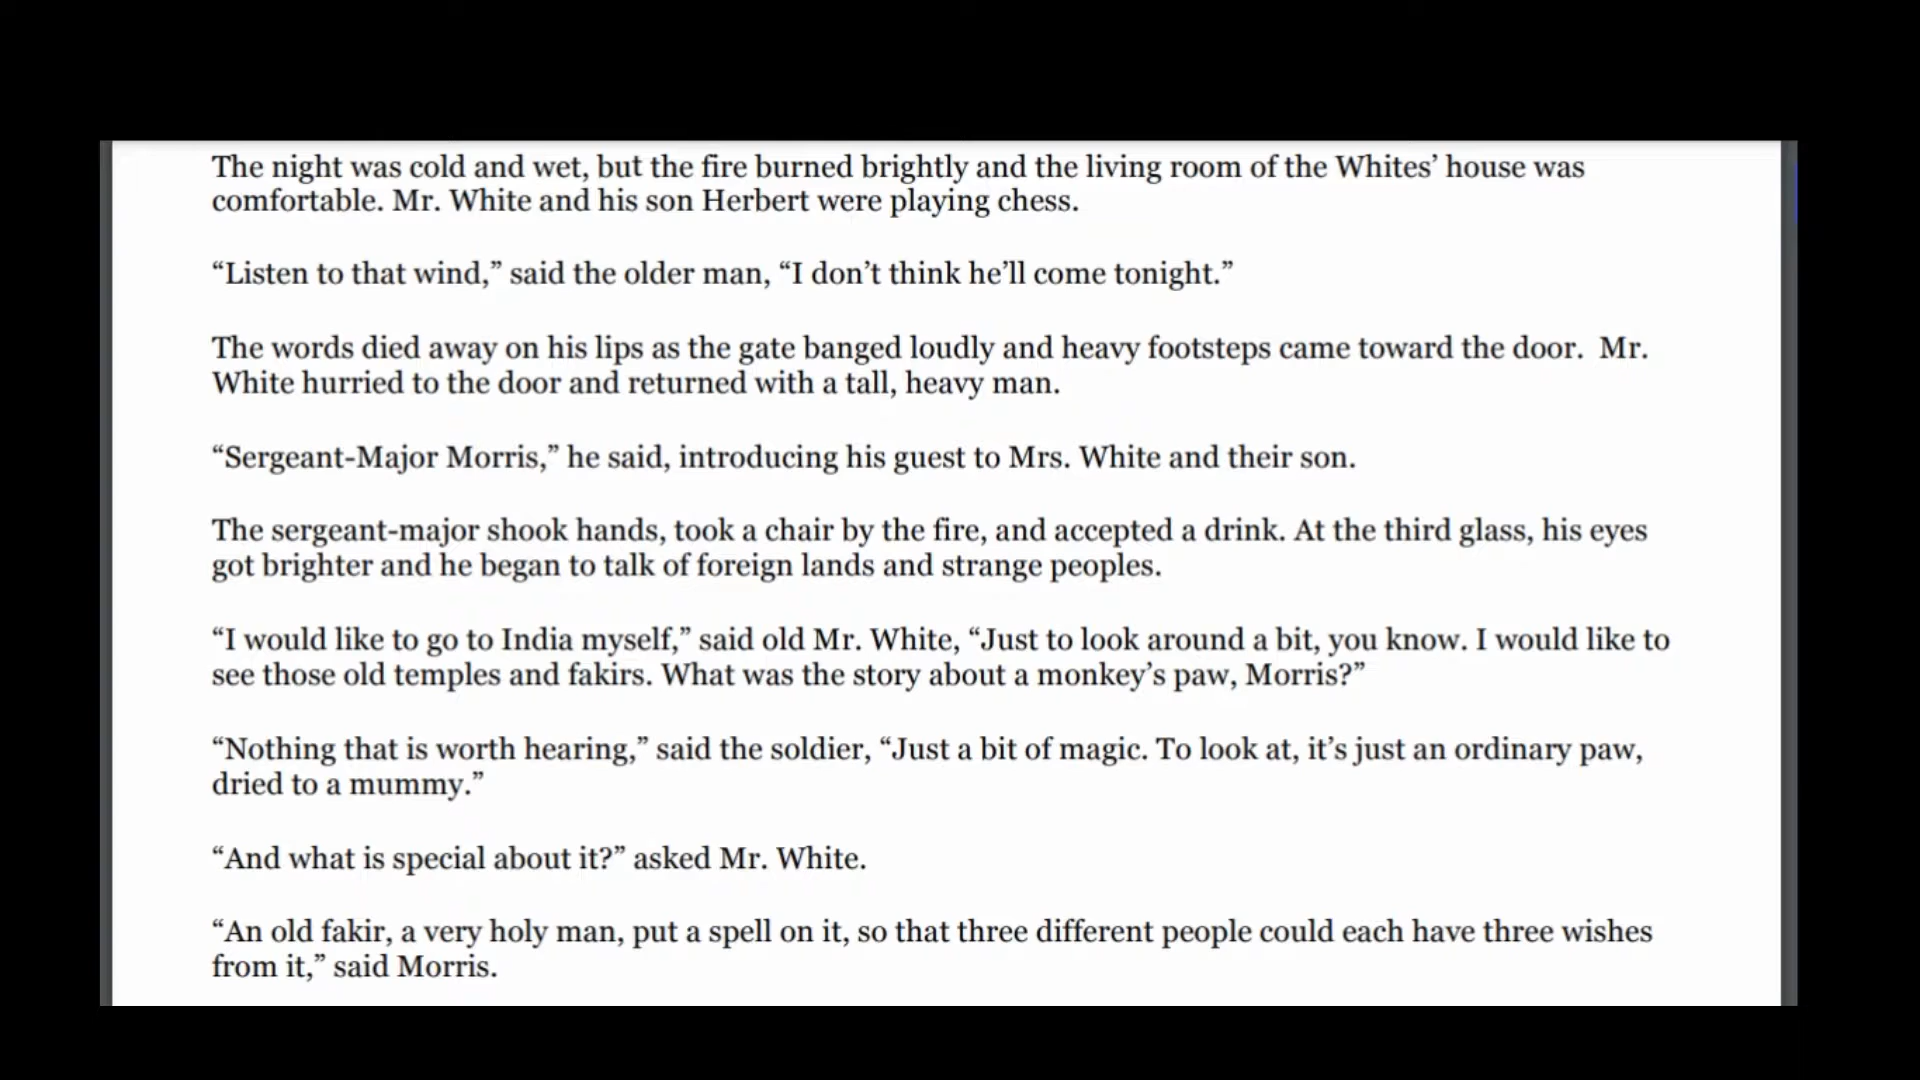 The night was cold and wet, but the fire burned brightly and the living room of the Whites’ house was
comfortable. Mr. White and his son Herbert were playing chess.
“Listen to that wind,” said the older man, “I don’t think he’ll come tonight.”
The words died away on his lips as the gate banged loudly and heavy footsteps came toward the door.  Mr.
White hurried to the door and returned with a tall, heavy man.
“Sergeant-Major Morris,” he said, introducing his guest to Mrs. White and their son.
The sergeant-major shook hands, took a chair by the fire, and accepted a drink. At the third glass, his eyes
got brighter and he began to talk of foreign lands and strange peoples.
“I would like to go to India myself,” said old Mr. White, “Just to look around a bit, you know. I would like to
see those old temples and fakirs. What was the story about a monkey’s paw, Morris?”
“Nothing that is worth hearing,” said the soldier, “Just a bit of magic. To look at, it’s just an ordinary paw,
dried to a mummy.”
“And what is special about it?” asked Mr. White.
“An old fakir, a very holy man, put a spell on it, so that three different people could each have three wishes
from it,” said Morris.